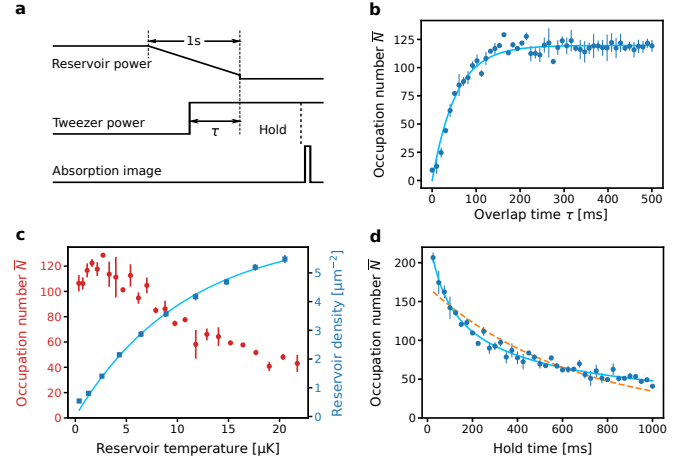 a
1s
Reservoir power
Tweezer power
τ
Hold
Absorption image
b
Occupation number N̅
150
125
100
75
50
25
0
0 100 200 300 400 500
Overlap time τ [ms]
c
Occupation number N̅
120
100
80
60
40
20
0
0 5 10 15 20
Reservoir temperature [µK]
5
4
3
2
1
0
Reservoir density [µm⁻²]
d
Occupation number N̅
200
150
100
50
0
0 200 400 600 800 1000
Hold time [ms]